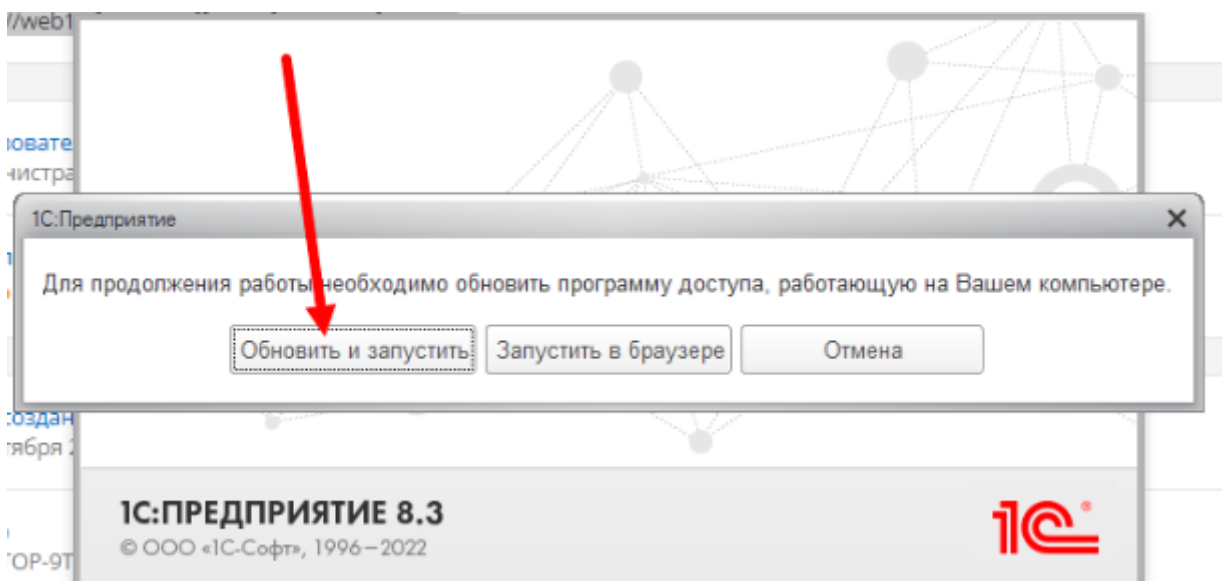 //web1
1С:Предприятие
Для продолжения работы необходимо обновить программу доступа, работающую на Вашем компьютере.
Обновить и запустить Запустить в браузере Отмена
1С:ПРЕДПРИЯТИЕ 8.3
© ООО «1С-Софт», 1996–2022
1С